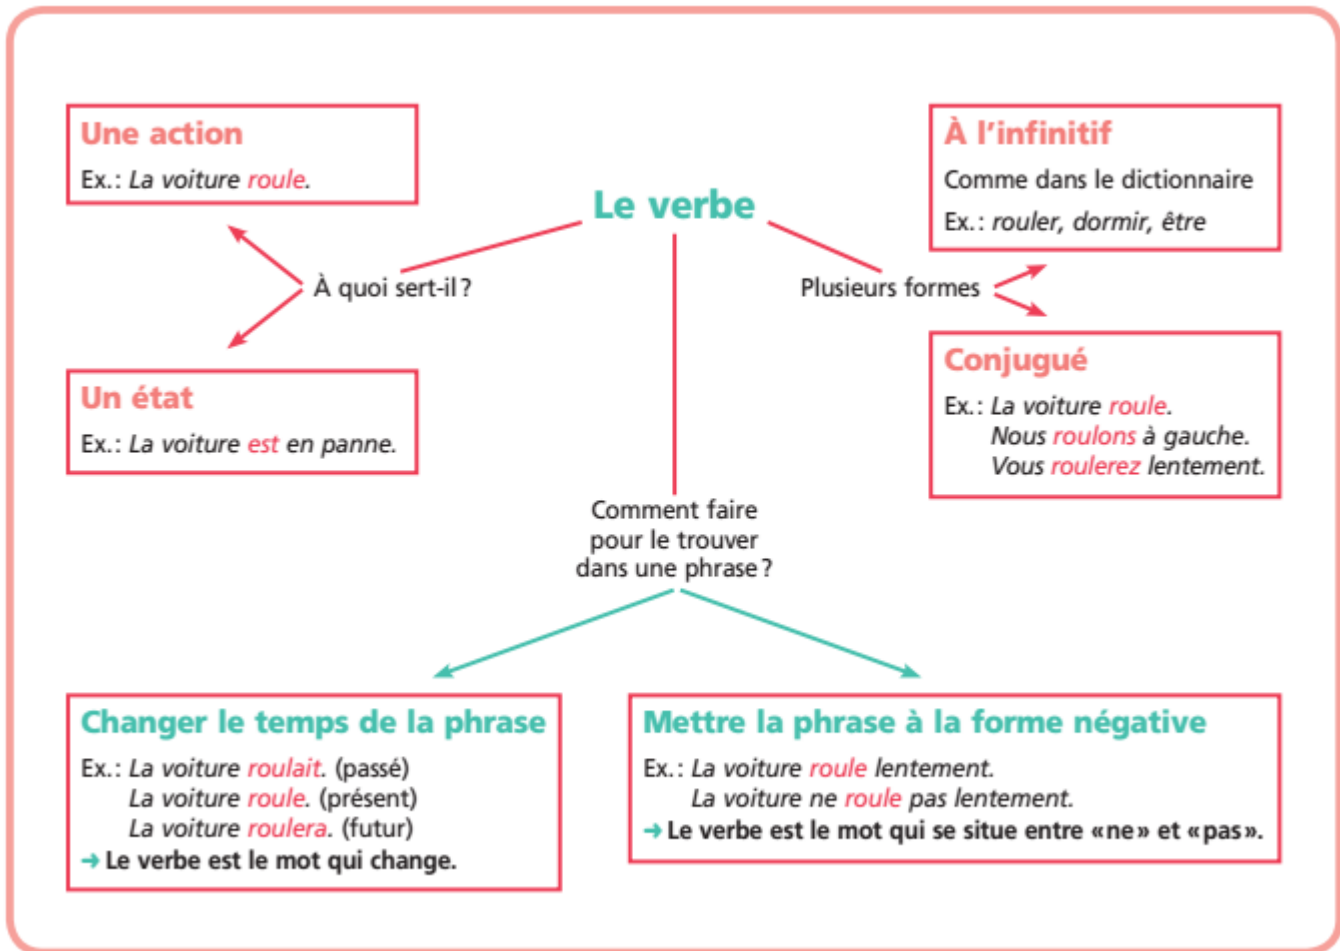 Le verbe
À quoi sert-il ?
Une action
Ex. : La voiture roule.
Un état
Ex. : La voiture est en panne.
Plusieurs formes
À l’infinitif
Comme dans le dictionnaire
Ex. : rouler, dormir, être
Conjugué
Ex. : La voiture roule.
Nous roulons à gauche.
Vous roulerez lentement.
Comment faire
pour le trouver
dans une phrase ?
Changer le temps de la phrase
Ex. : La voiture roulait. (passé)
La voiture roule. (présent)
La voiture roulera. (futur)
➜ Le verbe est le mot qui change.
Mettre la phrase à la forme négative
Ex. : La voiture roule lentement.
La voiture ne roule pas lentement.
➜ Le verbe est le mot qui se situe entre «ne» et «pas».